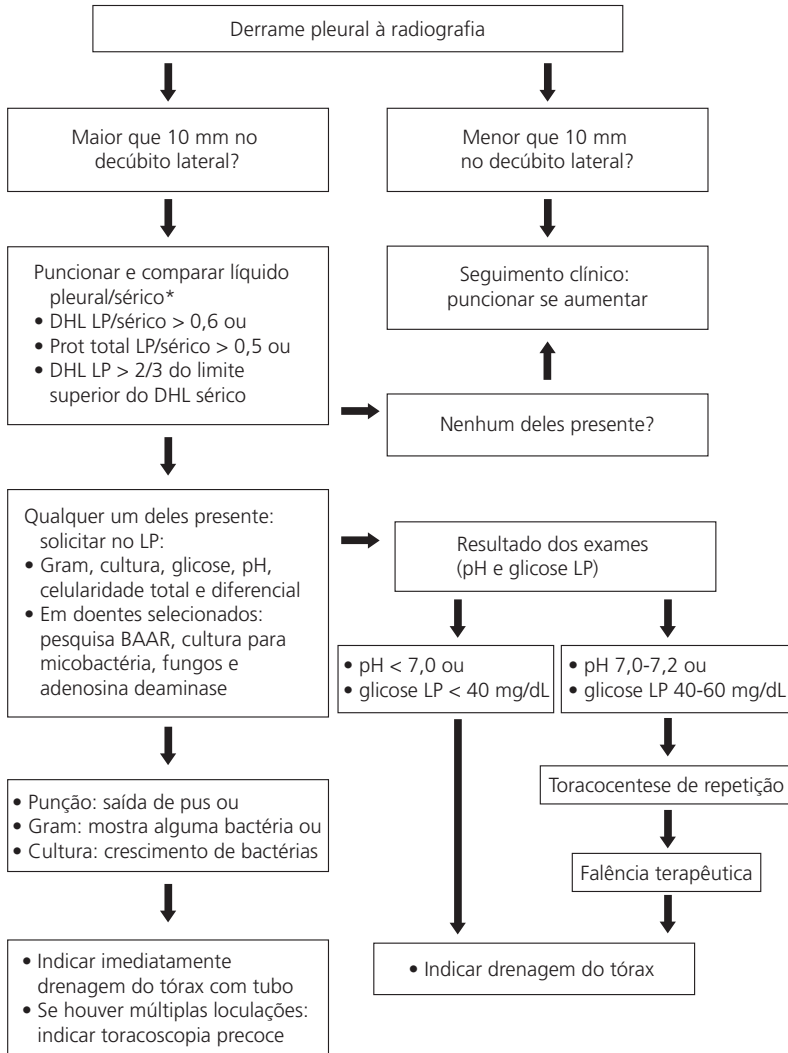 Derrame pleural à radiografia
Maior que 10 mm no
decúbito lateral?
Menor que 10 mm
no decúbito lateral?
Puncionar e comparar líquido
pleural/sérico*
• DHL LP/sérico > 0,6 ou
• Prot total LP/sérico > 0,5 ou
• DHL LP > 2/3 do limite
superior do DHL sérico
Seguimento clínico:
puncionar se aumentar
Nenhum deles presente?
Qualquer um deles presente:
solicitar no LP:
• Gram, cultura, glicose, pH,
celularidade total e diferencial
• Em doentes selecionados:
pesquisa BAAR, cultura para
micobactéria, fungos e
adenosina deaminase
Resultado dos exames
(pH e glicose LP)
• pH < 7,0 ou
• glicose LP < 40 mg/dL
• pH 7,0-7,2 ou
• glicose LP 40-60 mg/dL
Toracocentese de repetição
• Punção: saída de pus ou
• Gram: mostra alguma bactéria ou
• Cultura: crescimento de bactérias
Falência terapêutica
• Indicar imediatamente
drenagem do tórax com tubo
• Se houver múltiplas loculações:
indicar toracoscopia precoce
• Indicar drenagem do tórax